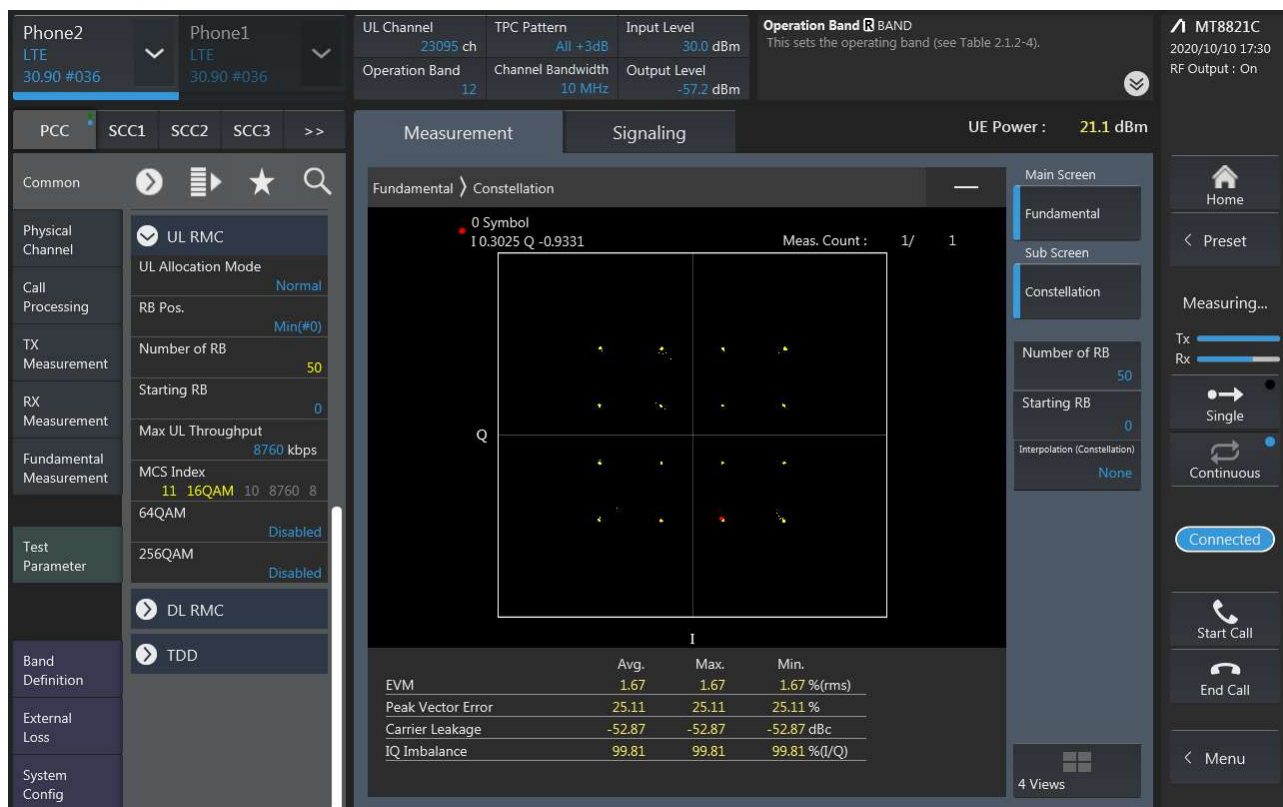 Phone2
LTE
30.90 #036
Phone1
LTE
30.90 #036
UL Channel
23095 ch
TPC Pattern
All +3dB
Input Level
30.0 dBm
Operation Band
12
Channel Bandwidth
10 MHz
Output Level
-57.2 dBm
Operation Band R BAND
This sets the operating band (see Table 2.1.2-4).
MT8821C
2020/10/10 17:30
RF Output : On
PCC SCC1 SCC2 SCC3 >>
Measurement Signaling
UE Power : 21.1 dBm
Common
Physical
Channel
Call
Processing
TX
Measurement
RX
Measurement
Fundamental
Measurement
Test
Parameter
Band
Definition
External
Loss
System
Config
UL RMC
UL Allocation Mode
Normal
RB Pos.
Min(#0)
Number of RB
50
Starting RB
0
Max UL Throughput
8760 kbps
MCS Index
11 16QAM 10 8760 8
64QAM
Disabled
256QAM
Disabled
DL RMC
TDD
Fundamental Constellation
0 Symbol
I 0.3025 Q -0.9331
Meas. Count : 1/ 1
Q
I
Avg. Max. Min.
EVM 1.67 1.67 1.67 %(rms)
Peak Vector Error 25.11 25.11 25.11 %
Carrier Leakage -52.87 -52.87 -52.87 dBc
IQ Imbalance 99.81 99.81 99.81 %(I/Q)
Main Screen
Fundamental
Sub Screen
Constellation
Number of RB
50
Starting RB
0
Interpolation (Constellation)
None
4 Views
Home
< Preset
Measuring...
Tx
Rx
Single
Continuous
Connected
Start Call
End Call
< Menu